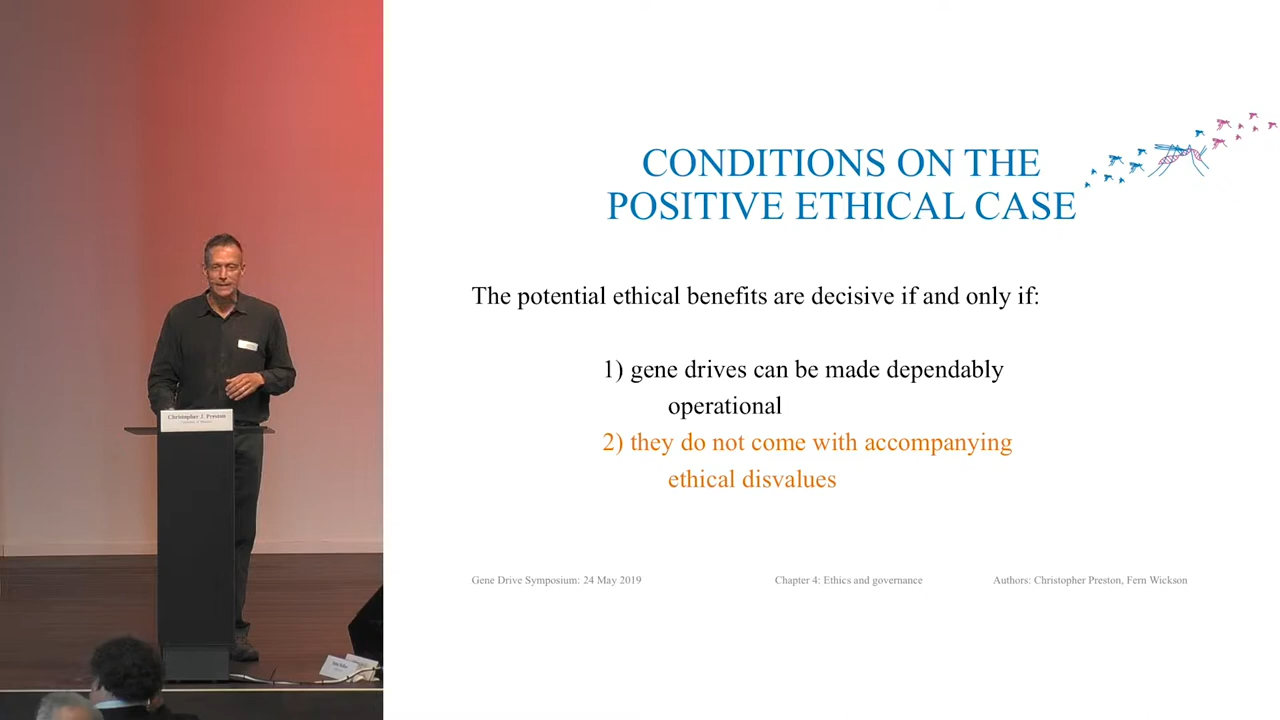 CONDITIONS ON THE
POSITIVE ETHICAL CASE
The potential ethical benefits are decisive if and only if:
1) gene drives can be made dependably
operational
2) they do not come with accompanying
ethical disvalues
Gene Drive Symposium: 24 May 2019
Chapter 4: Ethics and governance
Authors: Christopher Preston, Fern Wickson
Christopher J. Preston